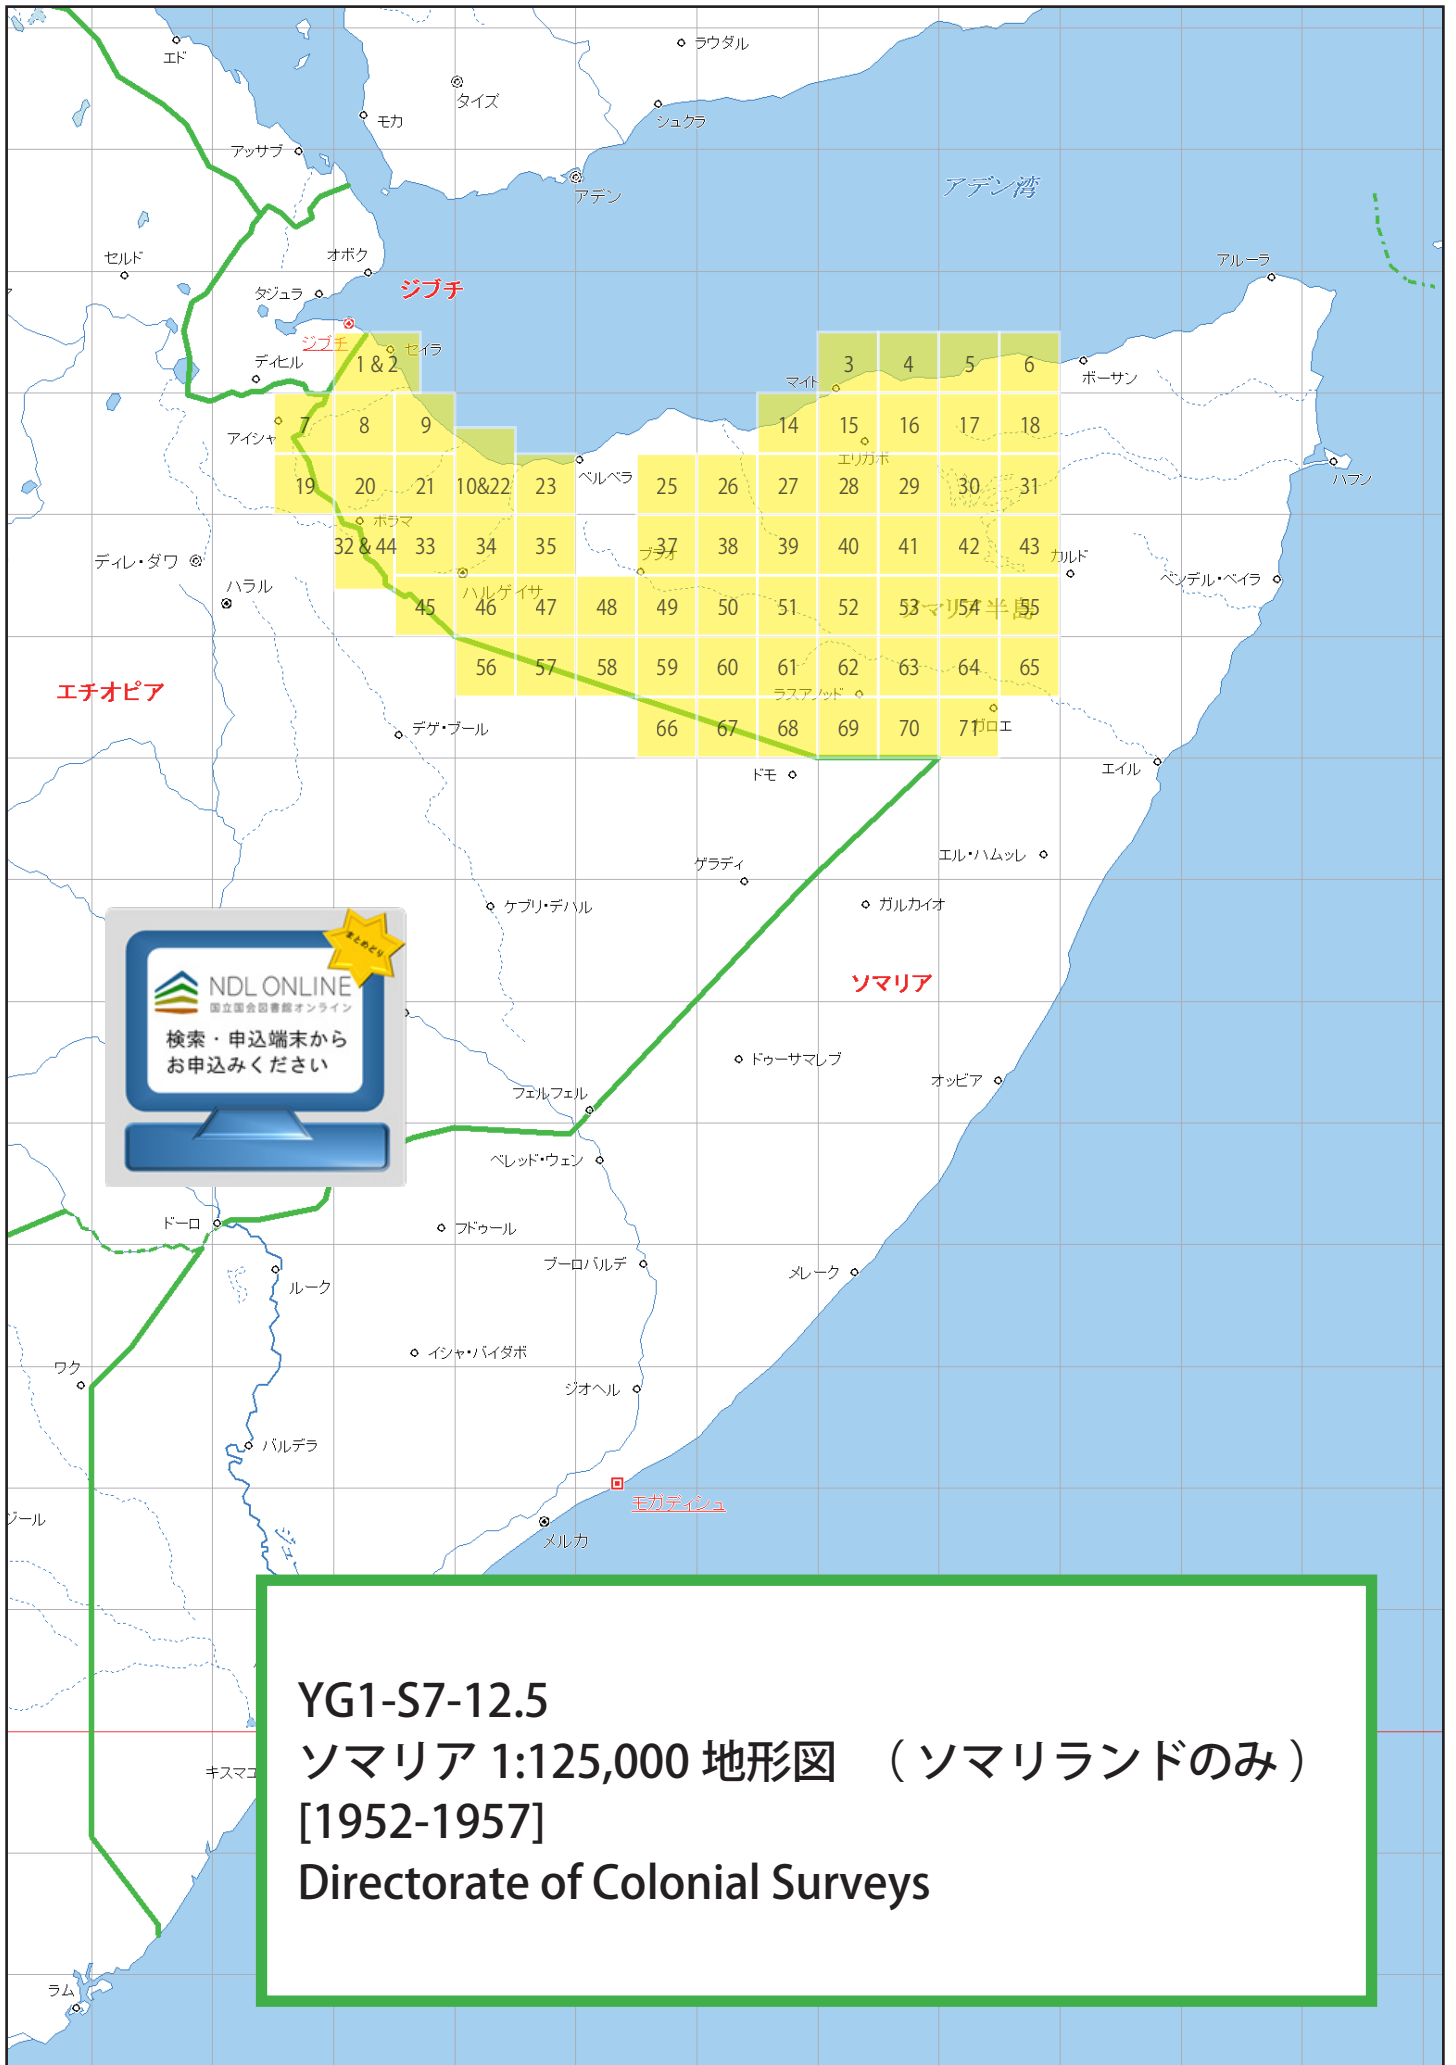 エド
ラウダル
タイズ
モカ
シュクラ
アッサブ
アデン
アデン湾
セルド
オボク
アルーラ
タジュラ
ジブチ
ジブチ
セイラ
ディヒル
1 & 2
3
4
5
6
マイト
ボーサン
アイシャ
7
8
9
14
15
16
17
18
エリガボ
ベルベラ
ハフン
19
20
21
10&22
23
25
26
27
28
29
30
31
ボラマ
32 & 44
33
34
35
37
38
39
40
41
42
43
ブラオ
カルド
ディレ・ダワ
ハラル
ハルゲイサ
ベンデル・ベイラ
45
46
47
48
49
50
51
52
53
54
55
ソマリア半島
56
57
58
59
60
61
62
63
64
65
エチオピア
ラスアノッド
デゲ・ブール
66
67
68
69
70
71
ガロエ
ドモ
エイル
ゲラディ
エル・ハムッレ
ケブリ・デハル
ガルカイオ
まとめどり
NDL ONLINE
国立国会図書館オンライン
検索・申込端末から
お申込みください
ソマリア
ドゥーサマレブ
オッビア
フェルフェル
ベレッド・ウェン
ドーロ
フドゥール
ブーロバルデ
メレーク
ルーク
イシャ・バイダボ
ワク
ジオヘル
バルデラ
モガディシュ
ジール
メルカ
ジュ
YG1-S7-12.5
ソマリア 1:125,000 地形図 （ ソマリランドのみ ）
[1952-1957]
Directorate of Colonial Surveys
キスマユ
ラム